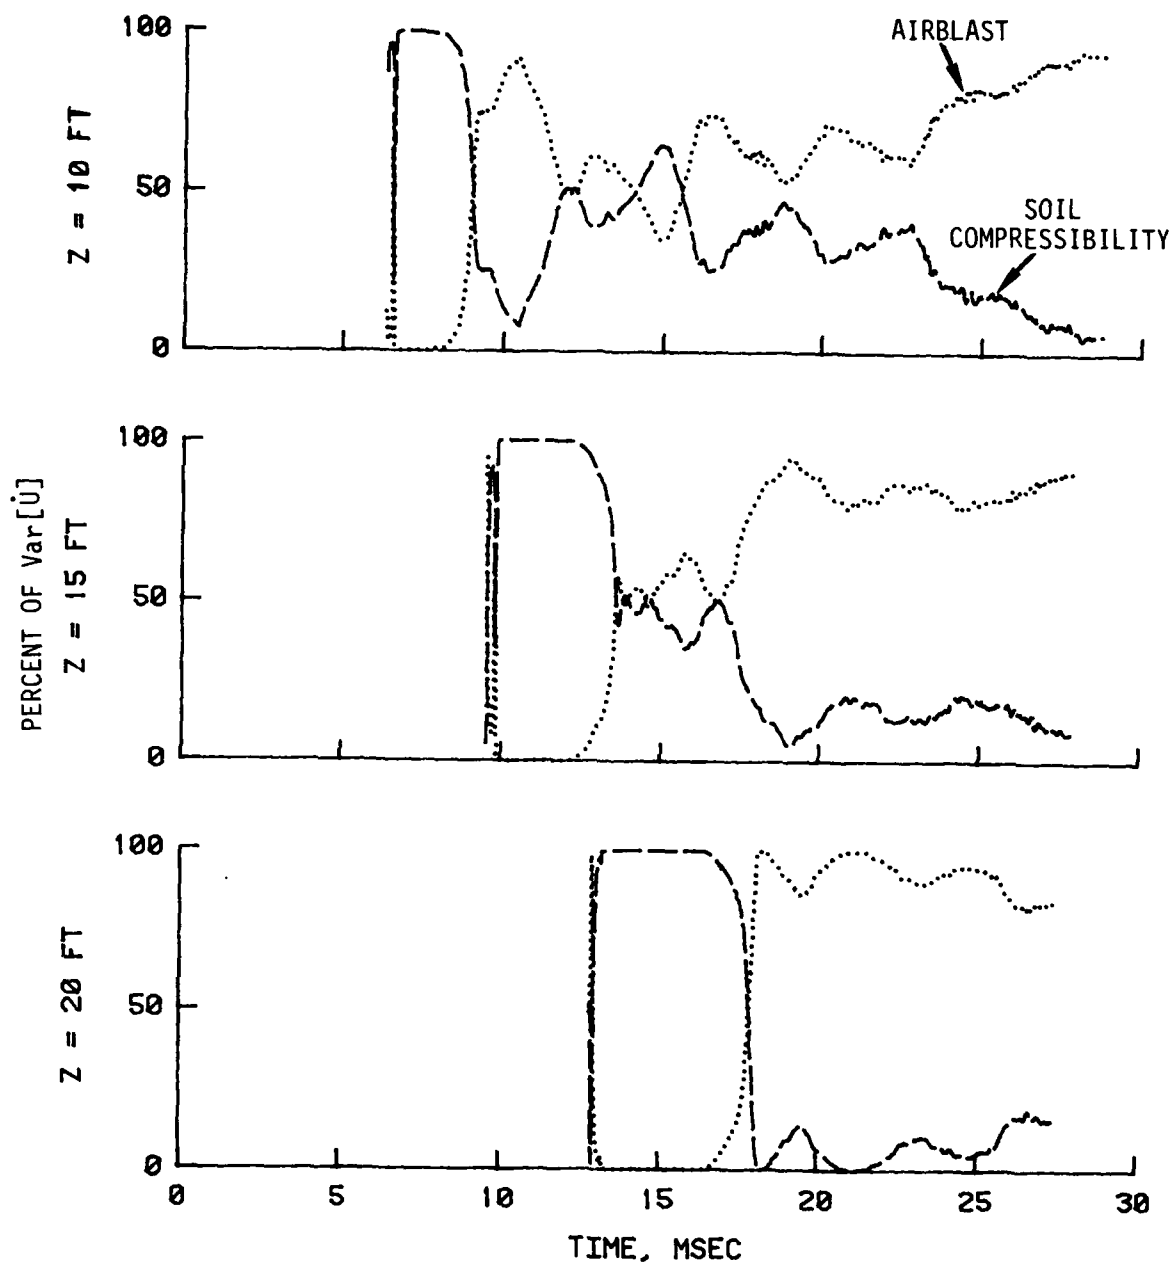 100
AIRBLAST
Z = 10 FT
50
SOIL
COMPRESSIBILITY
0
100
PERCENT OF Var[U̇]
Z = 15 FT
50
0
100
Z = 20 FT
50
0
0 5 10 15 20 25 30
TIME, MSEC